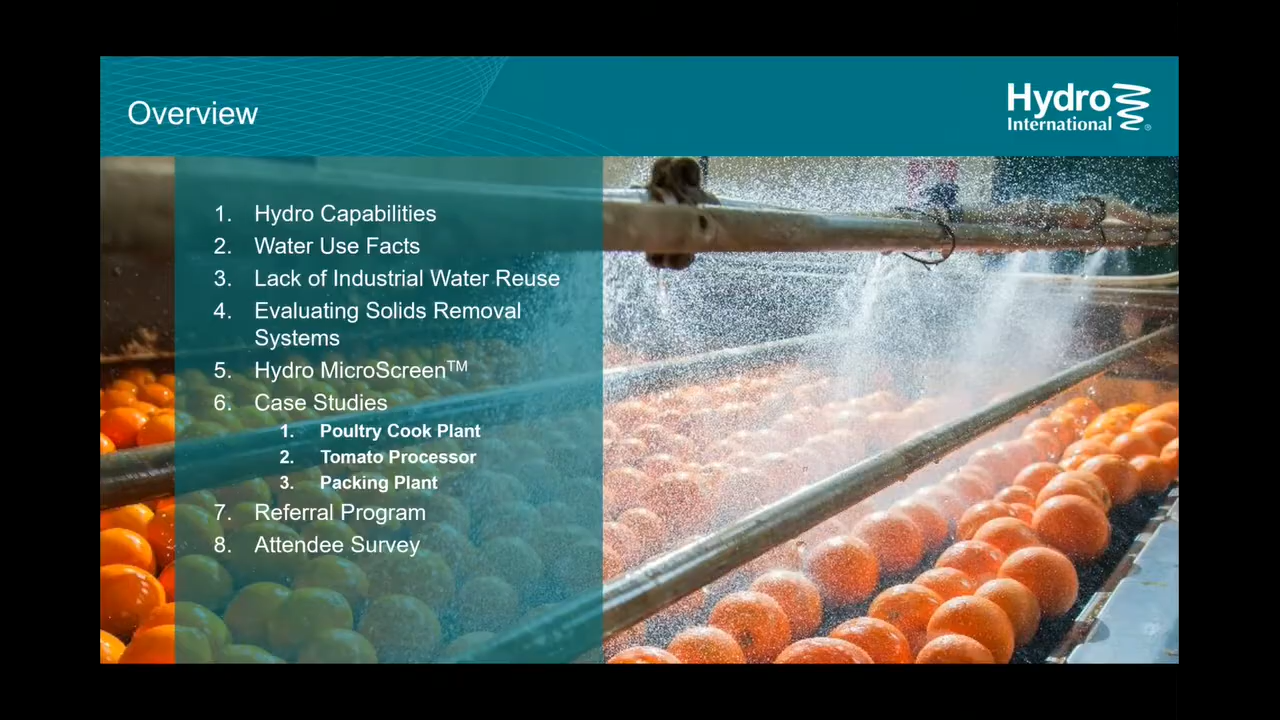 Overview
Hydro
International
1. Hydro Capabilities
2. Water Use Facts
3. Lack of Industrial Water Reuse
4. Evaluating Solids Removal
Systems
5. Hydro MicroScreen™
6. Case Studies
1. Poultry Cook Plant
2. Tomato Processor
3. Packing Plant
7. Referral Program
8. Attendee Survey